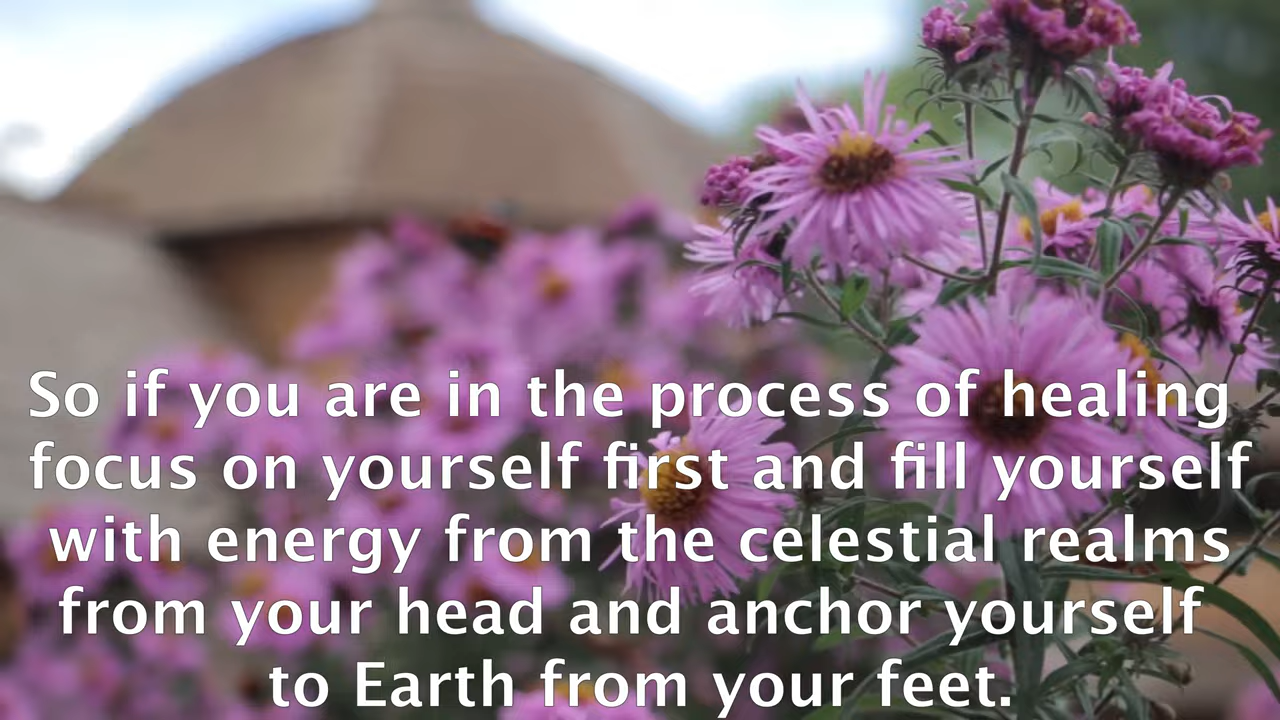 So if you are in the process of healing
focus on yourself first and fill yourself
with energy from the celestial realms
from your head and anchor yourself
to Earth from your feet.